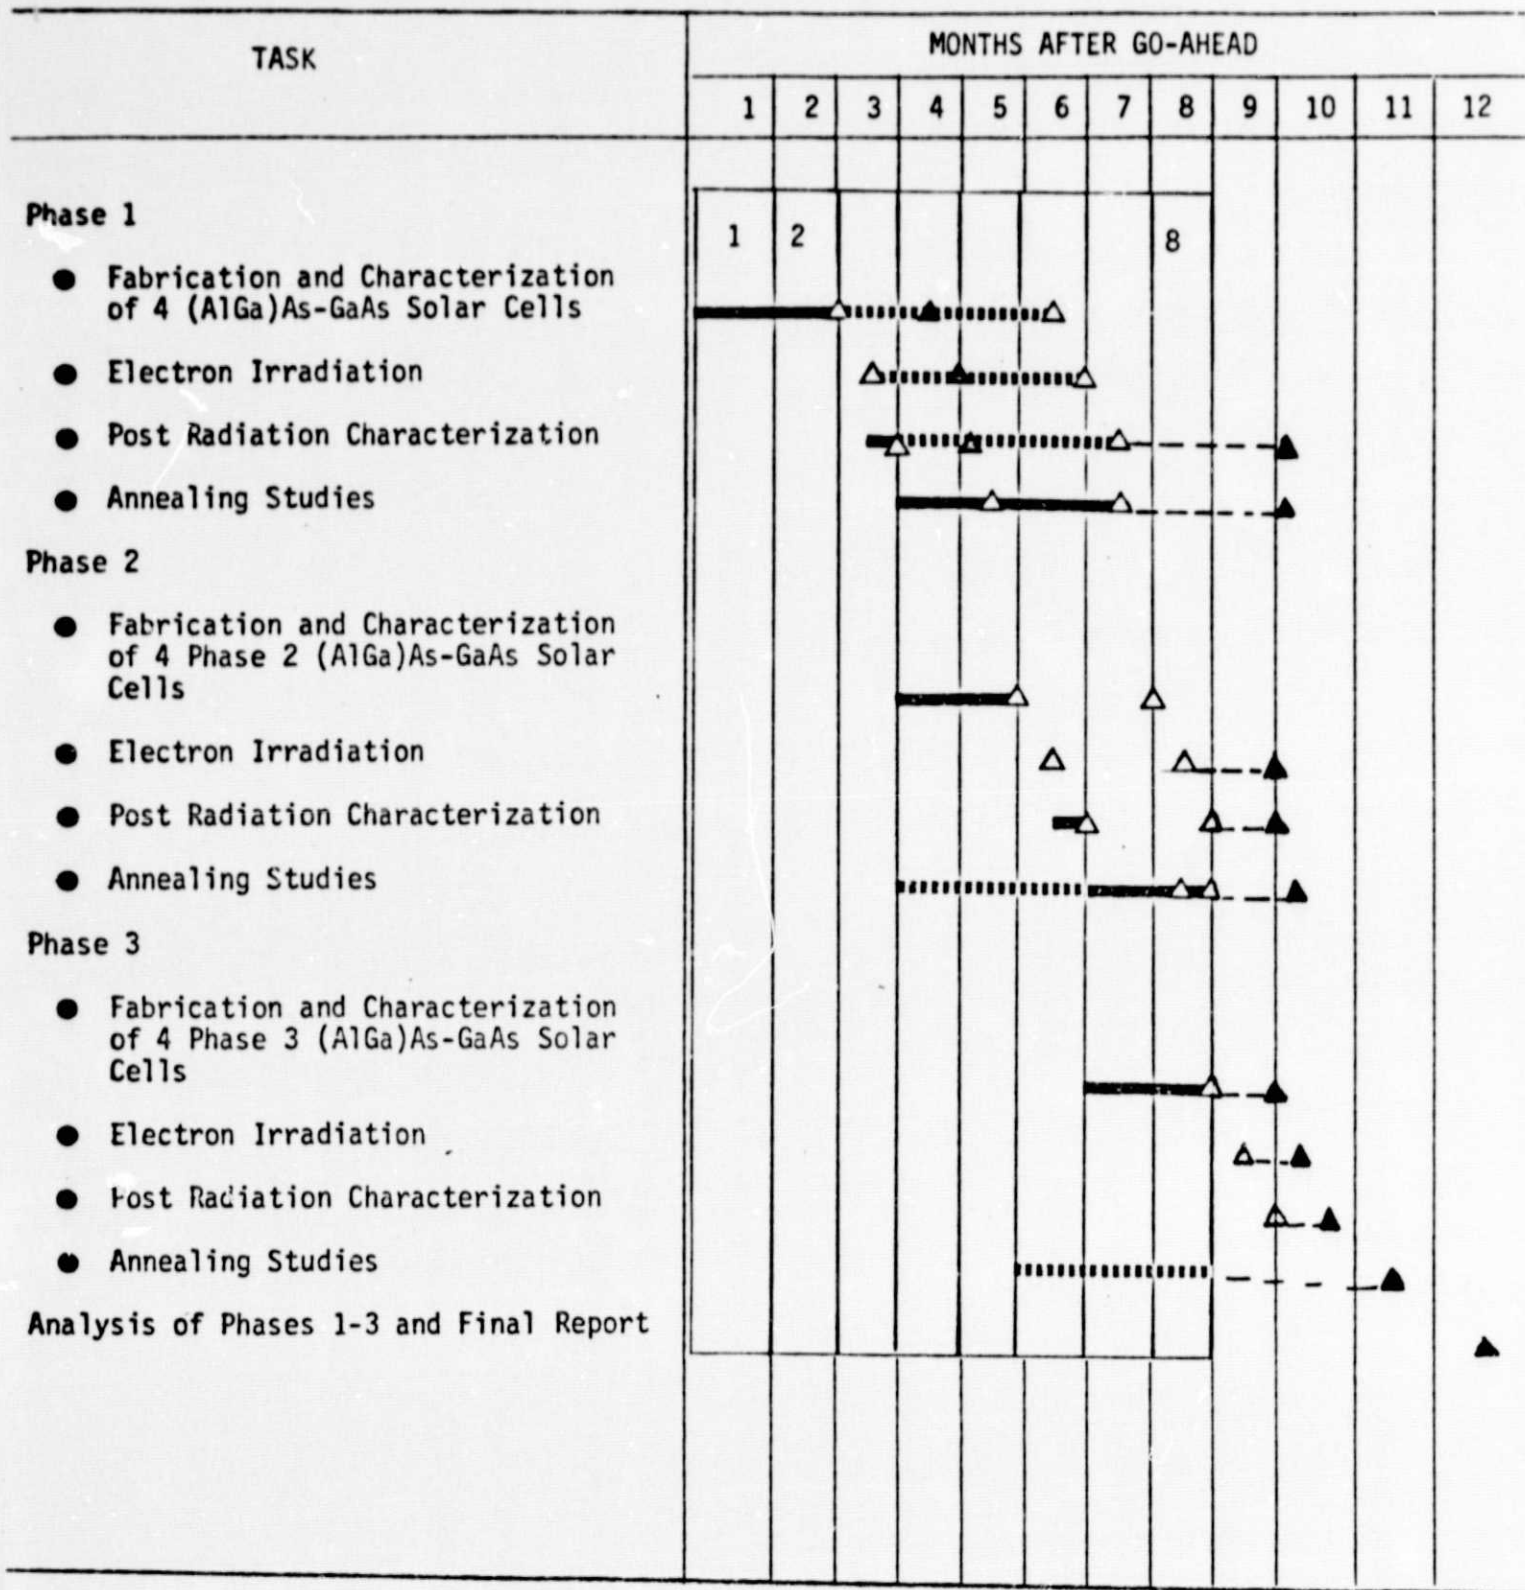 TASK
MONTHS AFTER GO-AHEAD
1 2 3 4 5 6 7 8 9 10 11 12
Phase 1
1 2 8
● Fabrication and Characterization
of 4 (AlGa)As-GaAs Solar Cells
● Electron Irradiation
● Post Radiation Characterization
● Annealing Studies
Phase 2
● Fabrication and Characterization
of 4 Phase 2 (AlGa)As-GaAs Solar
Cells
● Electron Irradiation
● Post Radiation Characterization
● Annealing Studies
Phase 3
● Fabrication and Characterization
of 4 Phase 3 (AlGa)As-GaAs Solar
Cells
● Electron Irradiation
● Post Radiation Characterization
● Annealing Studies
Analysis of Phases 1-3 and Final Report